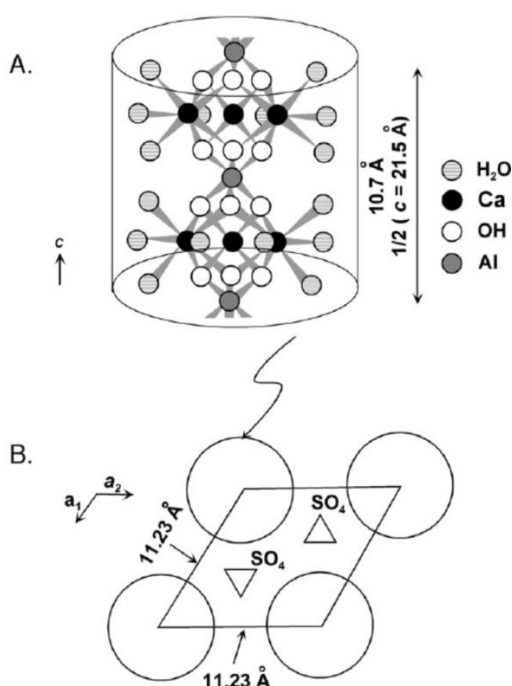 A.
H₂O
Ca
OH
Al
10.7 Å
1/2 ( c = 21.5 Å)
c
B.
a₁
a₂
11.23 Å
SO₄
SO₄
11.23 Å